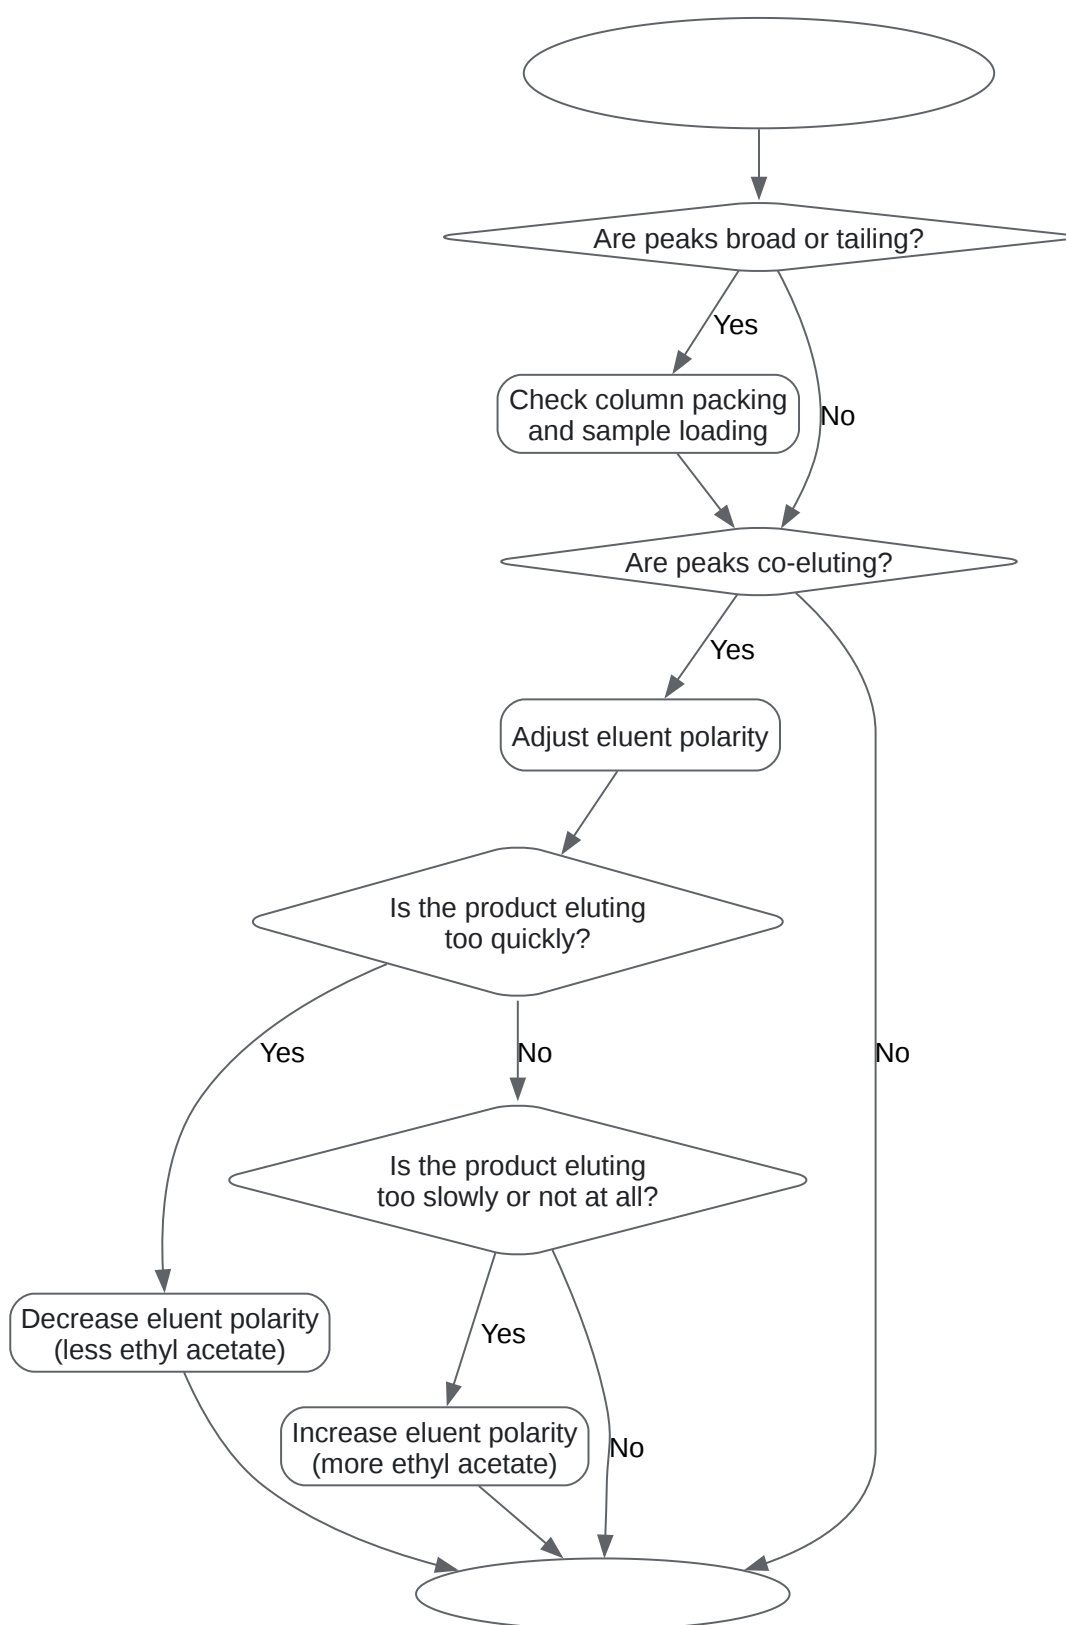 Are peaks broad or tailing?
Yes
Check column packing
and sample loading
No
Are peaks co-eluting?
Yes
Adjust eluent polarity
Is the product eluting
too quickly?
Yes
No
No
Is the product eluting
too slowly or not at all?
Decrease eluent polarity
(less ethyl acetate)
Yes
Increase eluent polarity
(more ethyl acetate)
No